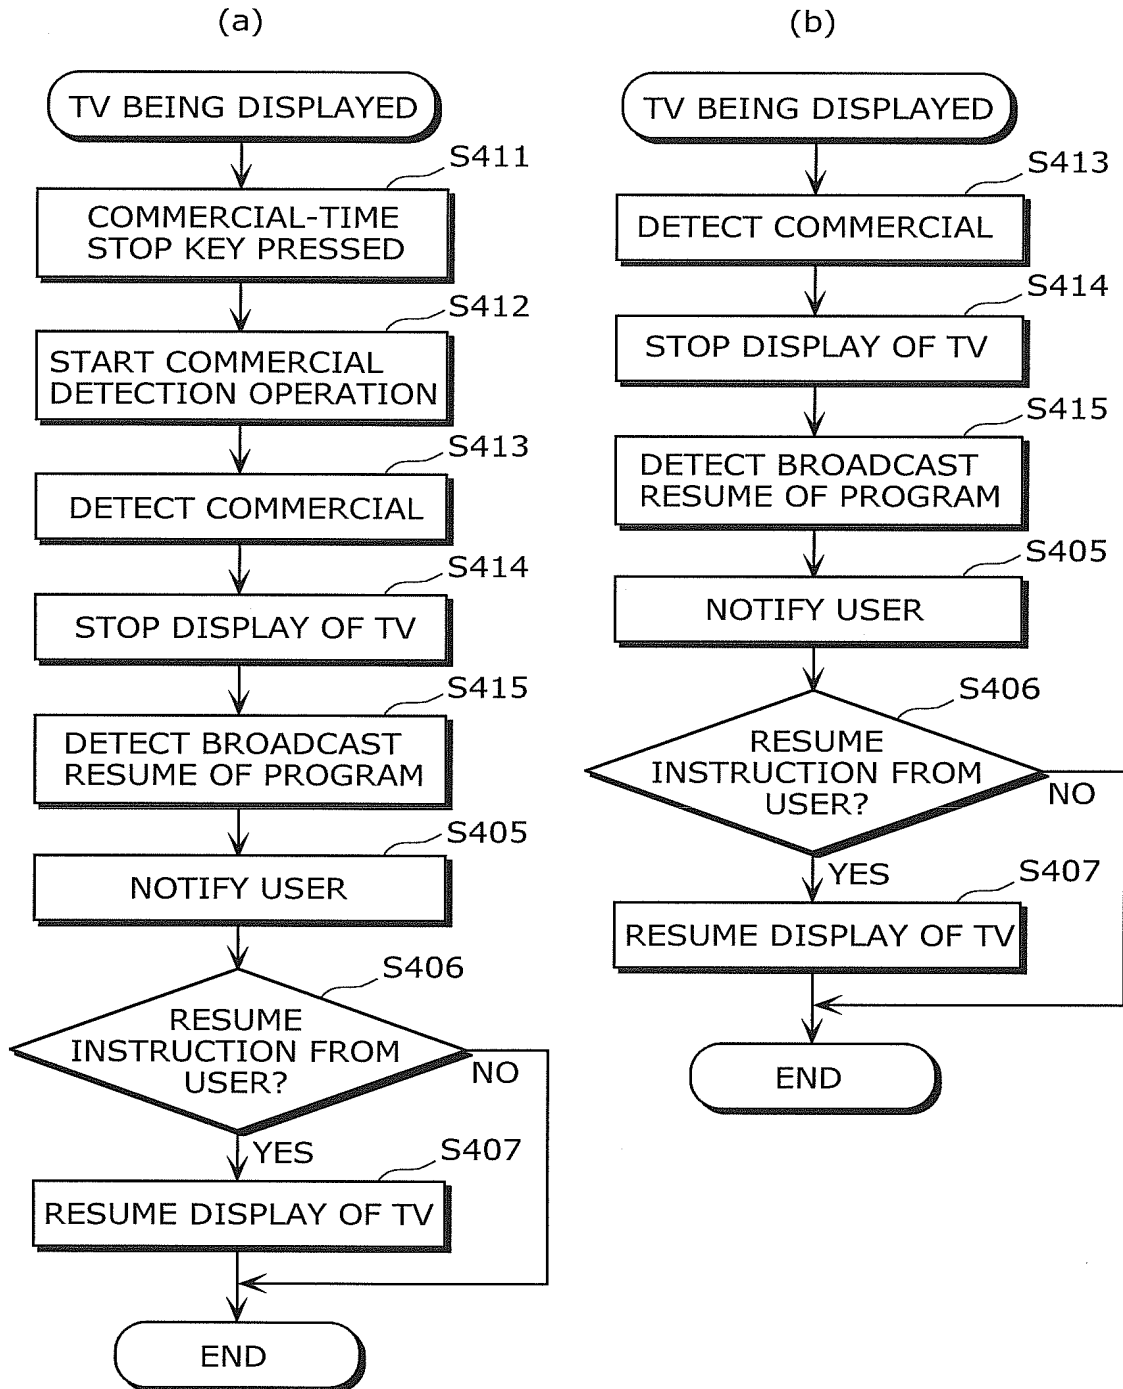 (a)
TV BEING DISPLAYED
S411
COMMERCIAL-TIME
STOP KEY PRESSED
S412
START COMMERCIAL
DETECTION OPERATION
S413
DETECT COMMERCIAL
S414
STOP DISPLAY OF TV
S415
DETECT BROADCAST
RESUME OF PROGRAM
S405
NOTIFY USER
S406
RESUME
INSTRUCTION FROM
USER?
NO
YES
S407
RESUME DISPLAY OF TV
END
(b)
TV BEING DISPLAYED
S413
DETECT COMMERCIAL
S414
STOP DISPLAY OF TV
S415
DETECT BROADCAST
RESUME OF PROGRAM
S405
NOTIFY USER
S406
RESUME
INSTRUCTION FROM
USER?
NO
YES
S407
RESUME DISPLAY OF TV
END